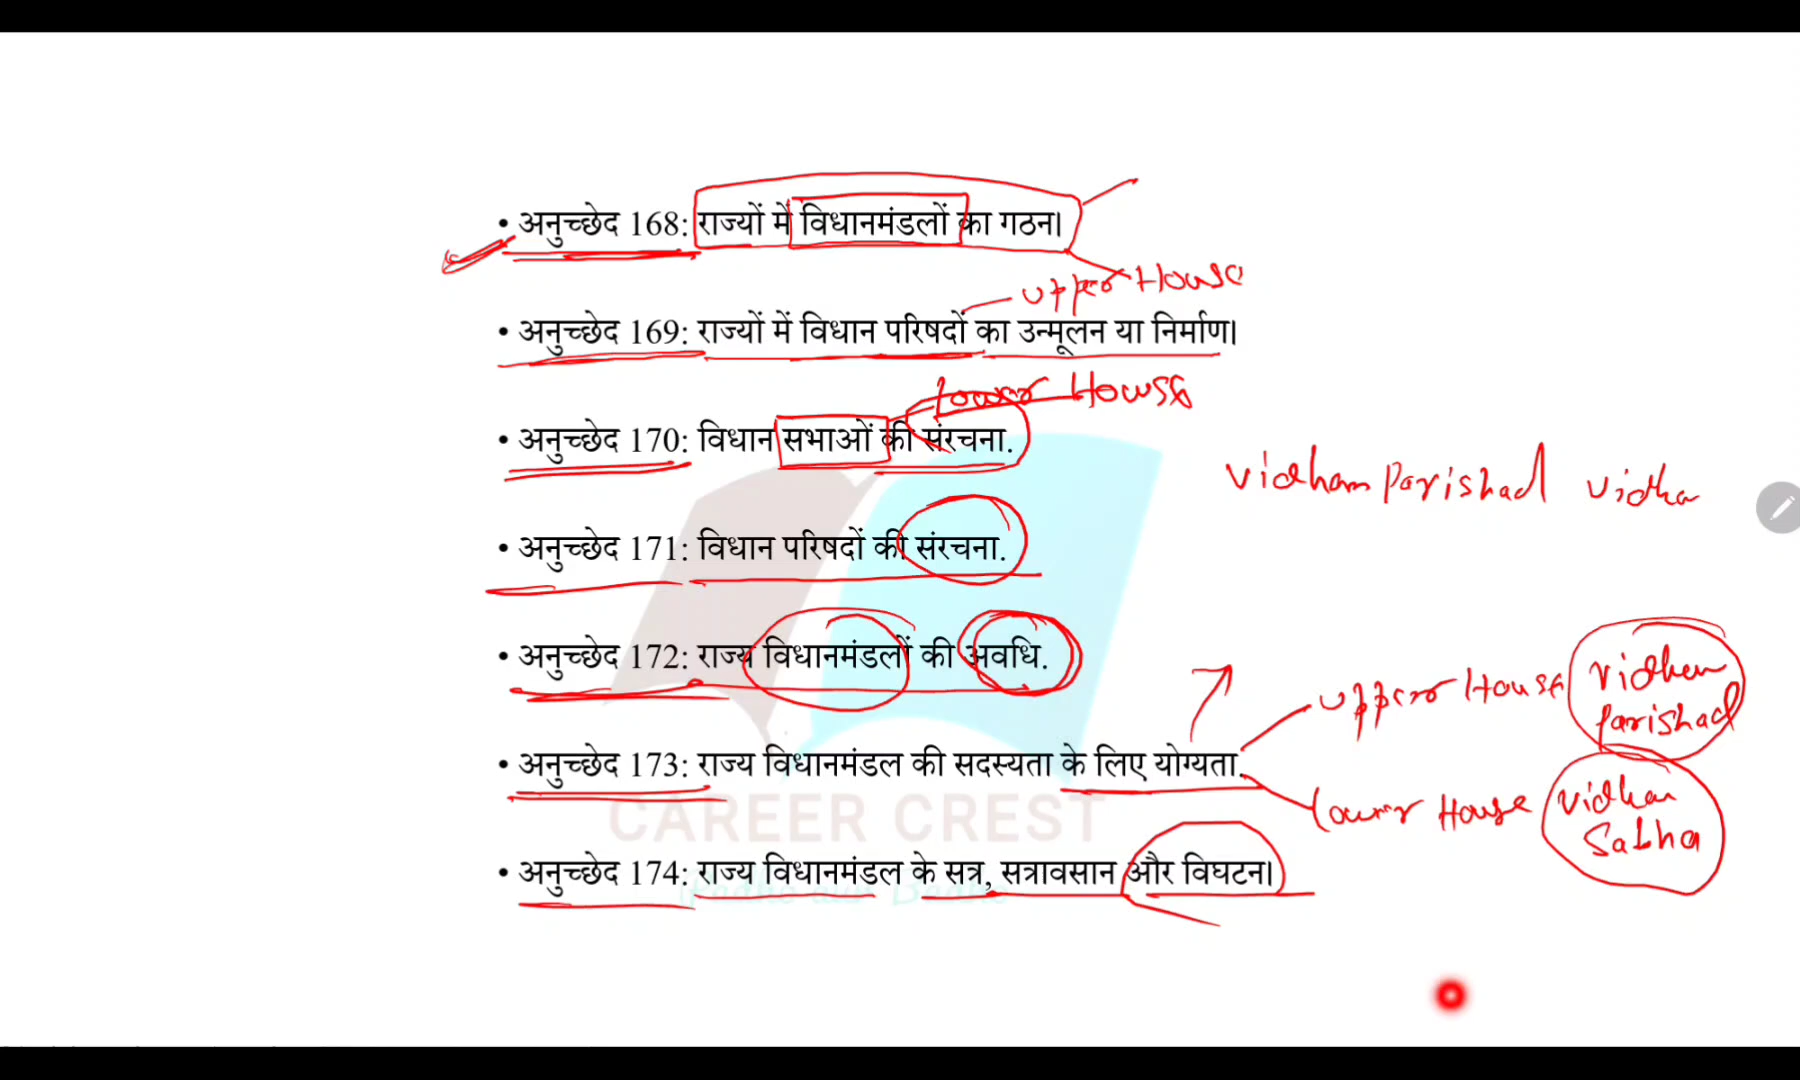 • अनुच्छेद 168: राज्यों में विधानमंडलों का गठन।
upper House
• अनुच्छेद 169: राज्यों में विधान परिषदों का उन्मूलन या निर्माण।
Lower House
• अनुच्छेद 170: विधान सभाओं की संरचना.
vidhan parishad vidha
• अनुच्छेद 171: विधान परिषदों की संरचना.
• अनुच्छेद 172: राज्य विधानमंडलों की अवधि.
upper House vidhan parishad
• अनुच्छेद 173: राज्य विधानमंडल की सदस्यता के लिए योग्यता.
lower House vidhan Sabha
CAREER CREST
• अनुच्छेद 174: राज्य विधानमंडल के सत्र, सत्रावसान और विघटन।